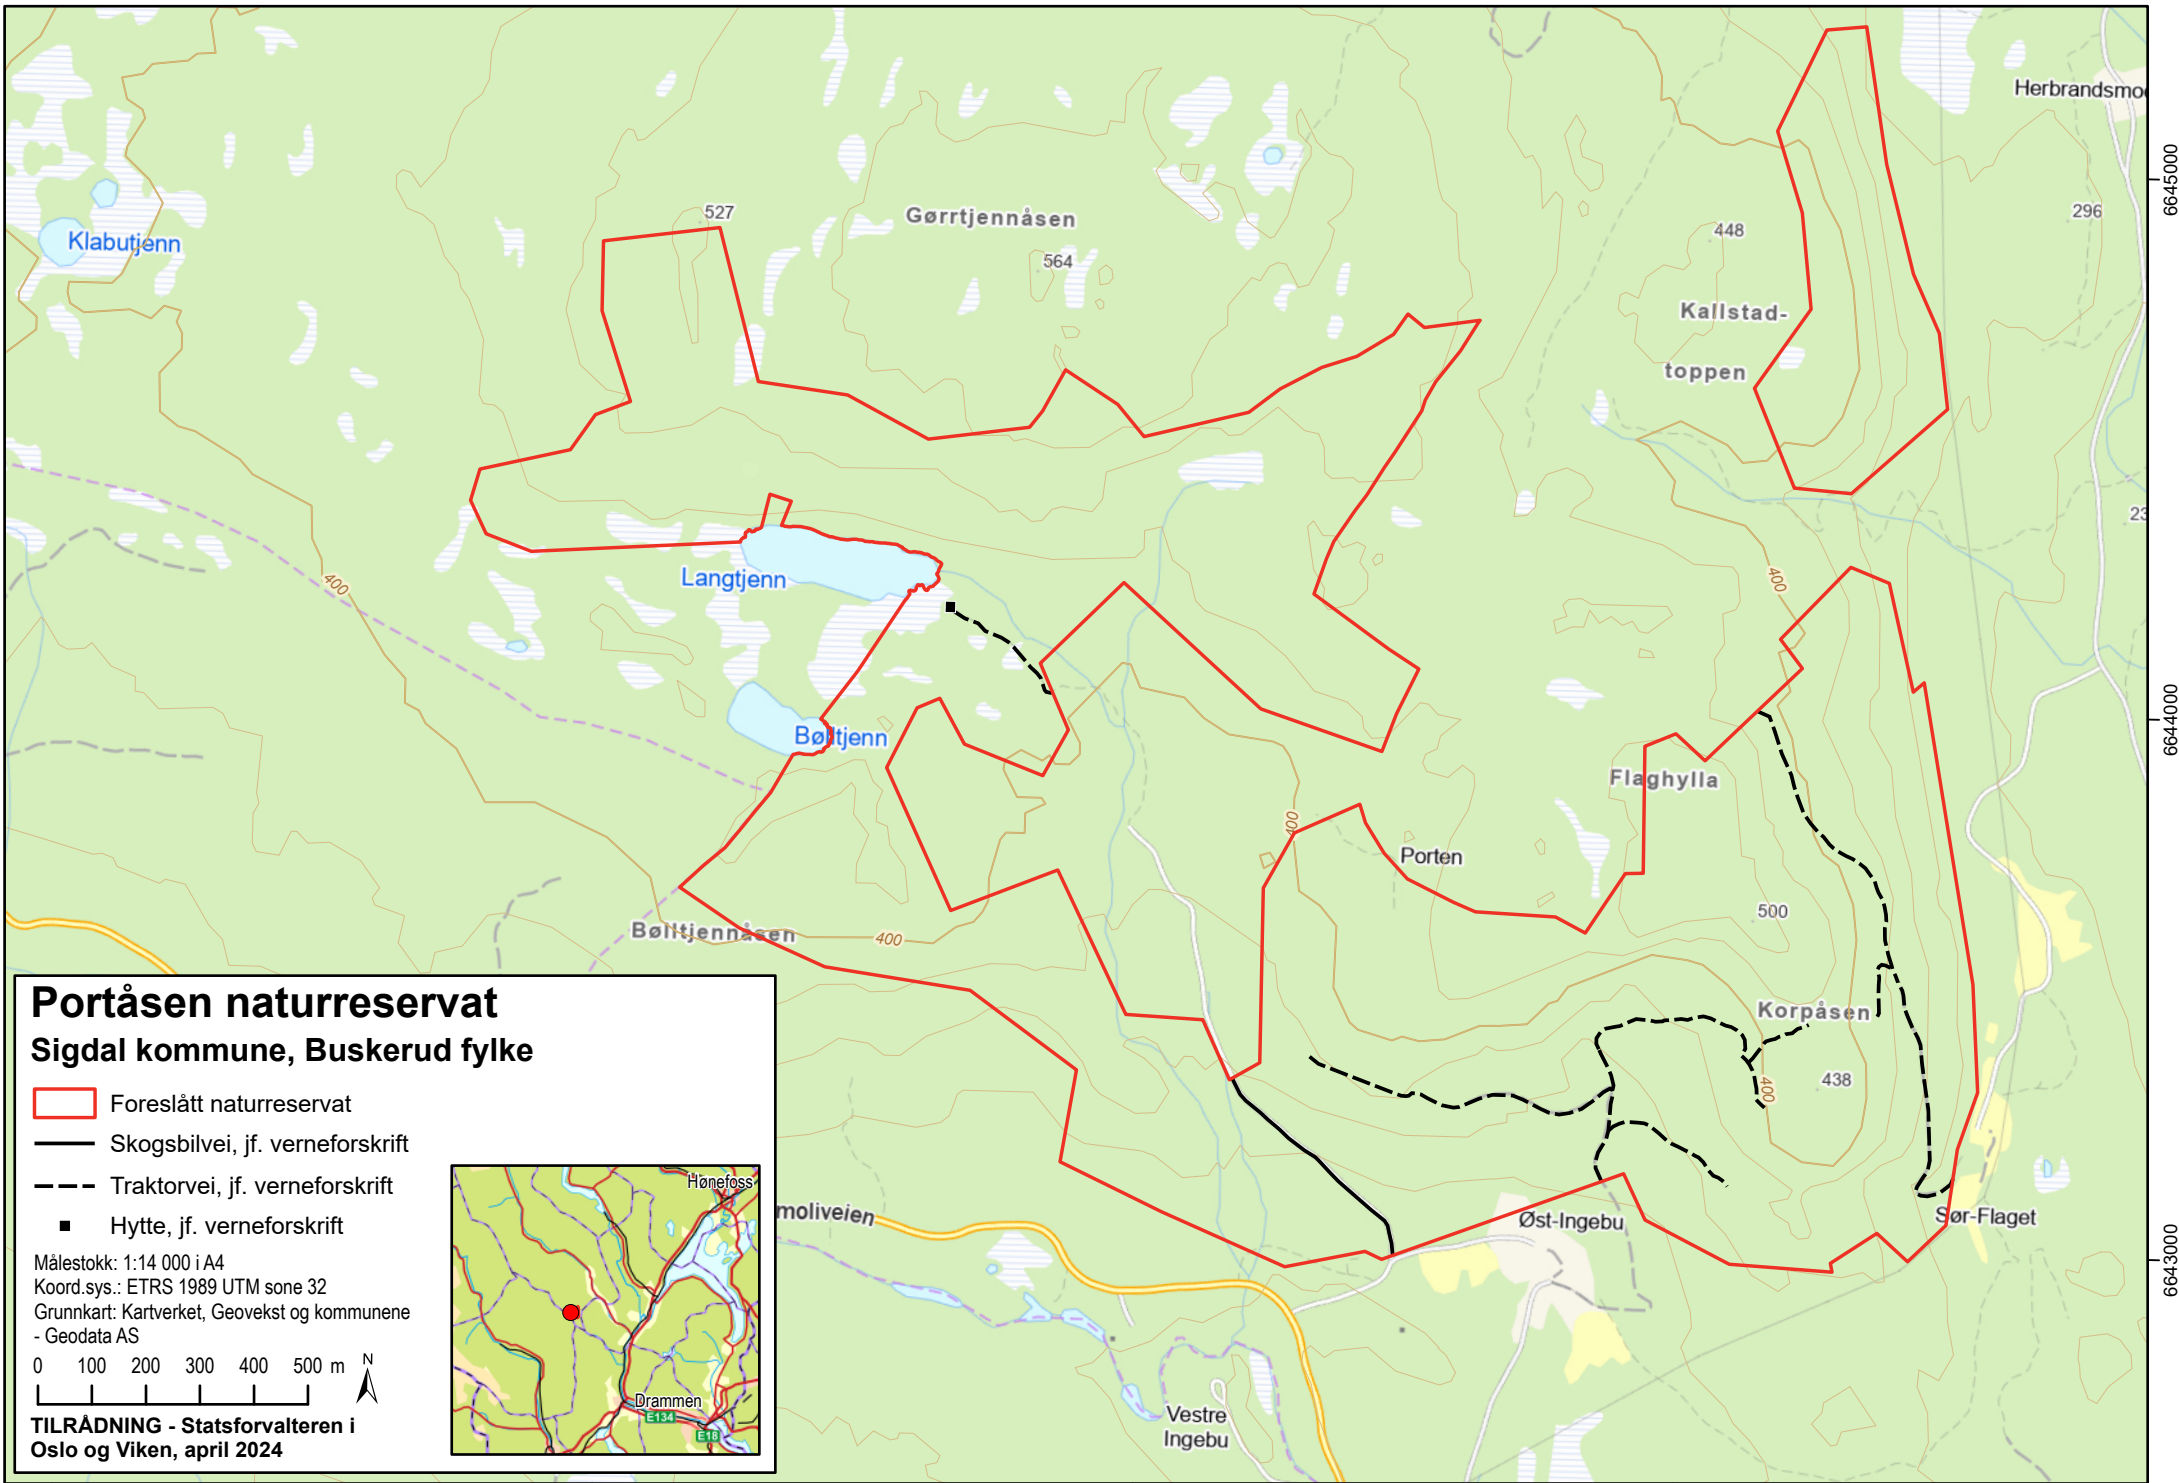 Herbrandsmo
6645000
527
Gørrtjennåsen
296
Klabutjenn
448
564
Kallstad-
toppen
23
400
Langtjenn
400
6644000
Bølltjenn
Flaghylla
400
Porten
500
Bølltjennåsen
400
Korpåsen
438
400
Portåsen naturreservat
Sigdal kommune, Buskerud fylke
Foreslått naturreservat
Skogsbilvei, jf. verneforskrift
Traktorvei, jf. verneforskrift
Hytte, jf. verneforskrift
Målestokk: 1:14 000 i A4
Koord.sys.: ETRS 1989 UTM sone 32
Grunnkart: Kartverket, Geovekst og kommunene
- Geodata AS
0 100 200 300 400 500 m N
TILRÅDNING - Statsforvalteren i
Oslo og Viken, april 2024
Hønefoss
Drammen
E134
E18
moliveien
Øst-Ingebu
Sør-Flaget
6643000
Vestre
Ingebu